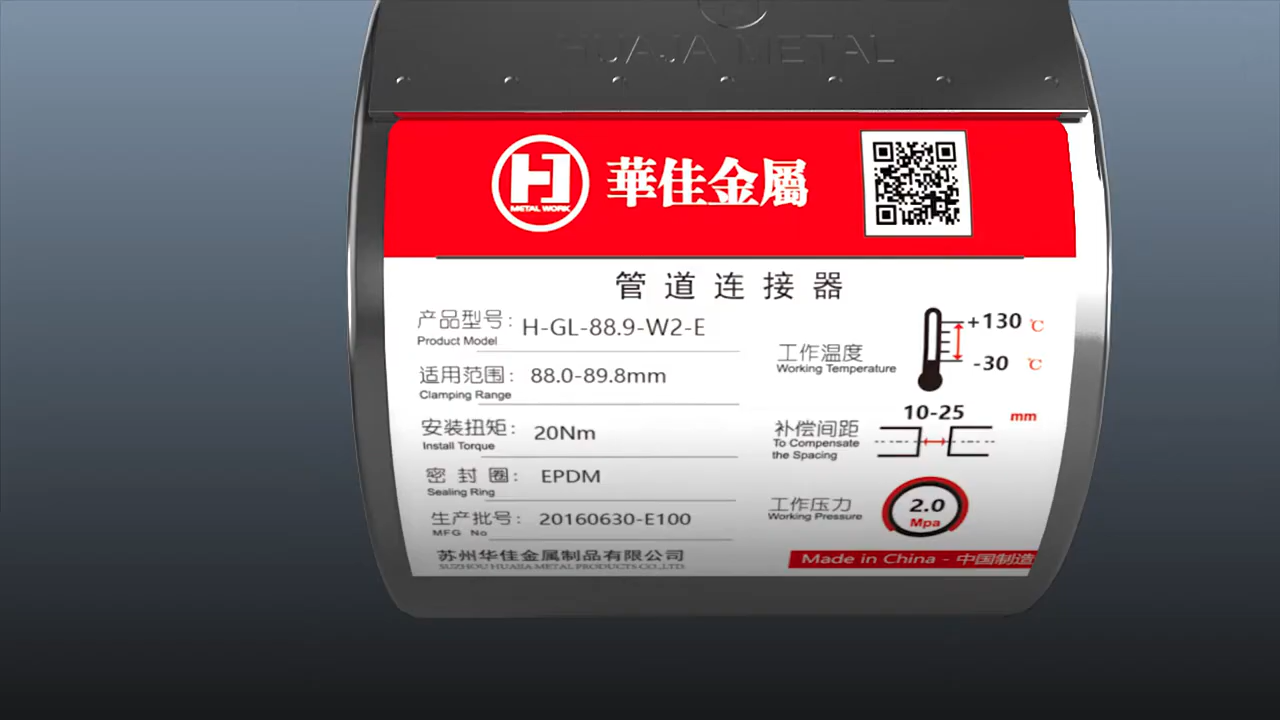 HUAJA METAL
METAL WORK
華佳金屬
管道连接器
产品型号: H-GL-88.9-W2-E
Product Model
适用范围: 88.0-89.8mm
Clamping Range
安装扭矩: 20Nm
Install Torque
密封圈: EPDM
Sealing Ring
生产批号: 20160630-E100
MFG No
苏州华佳金属制品有限公司
SUZHOU HUAJIA METAL PRODUCTS CO.,LTD.
+130 ℃
工作温度
Working Temperature
-30 ℃
10-25 mm
补偿间距
To Compensate
the Spacing
工作压力
Working Pressure
2.0
Mpa
Made in China - 中国制造